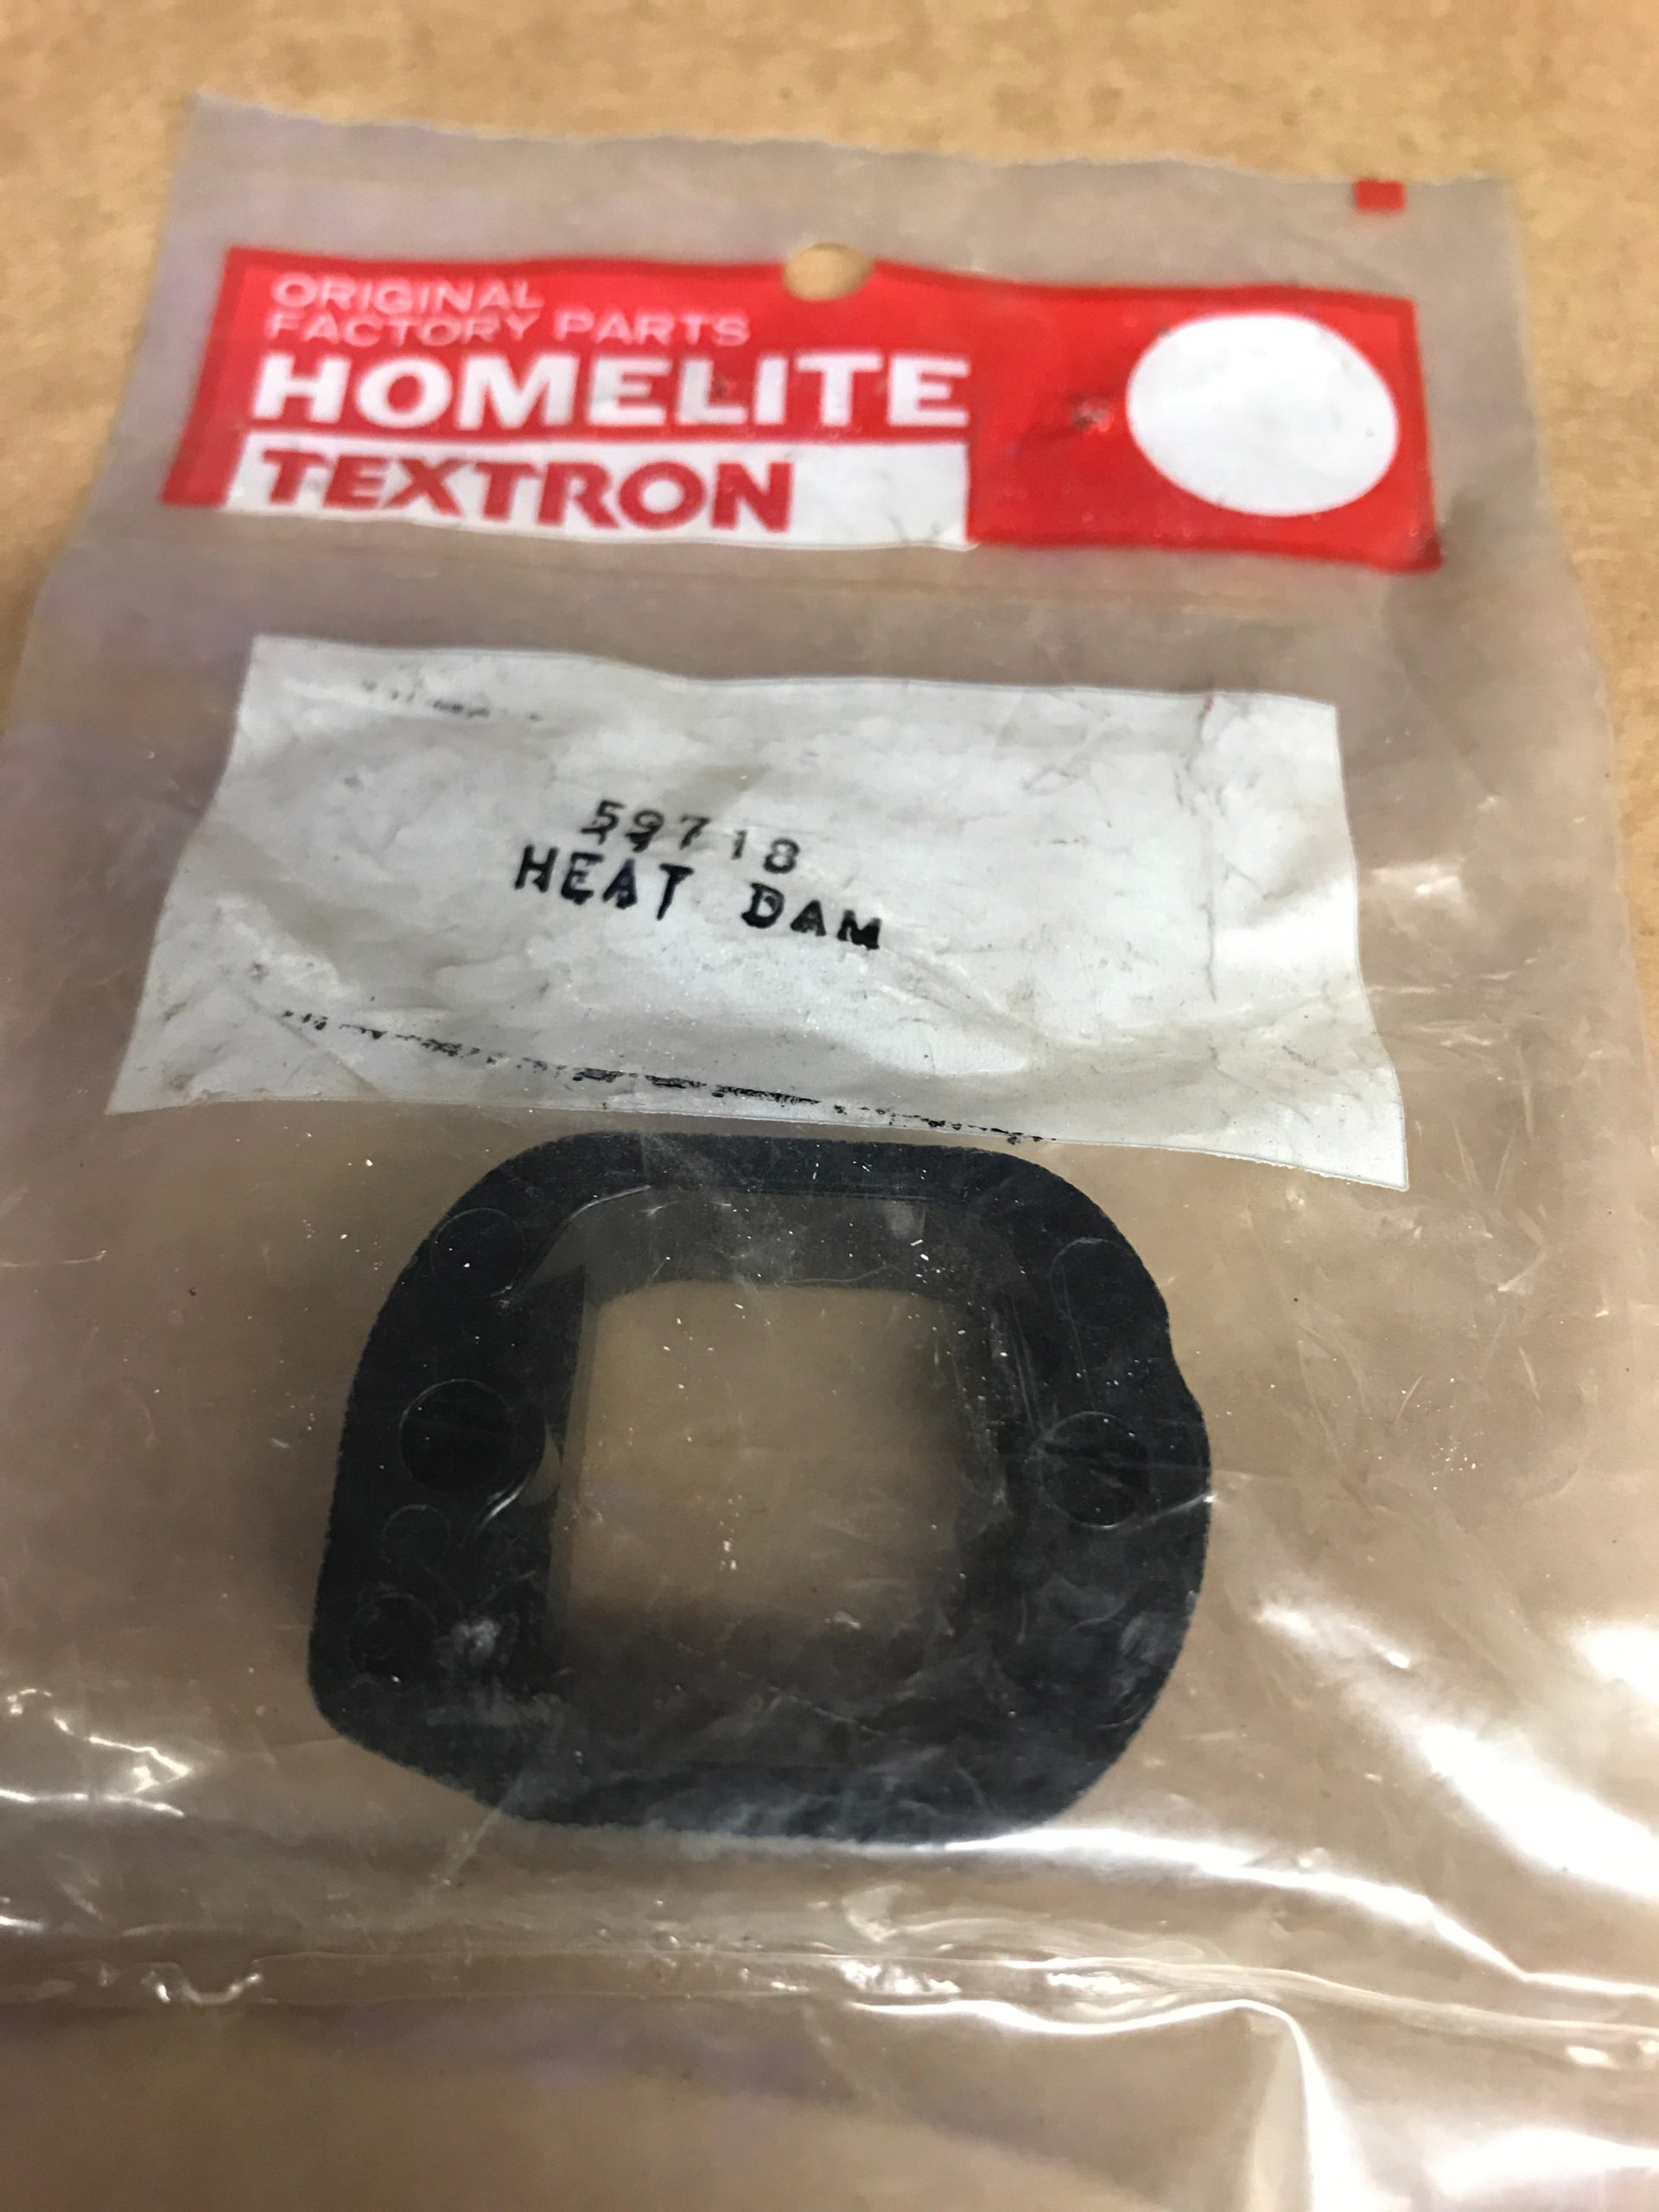 ORIGINAL
FACTORY PARTS
HOMELITE
TEXTRON
59718
HEAT DAM